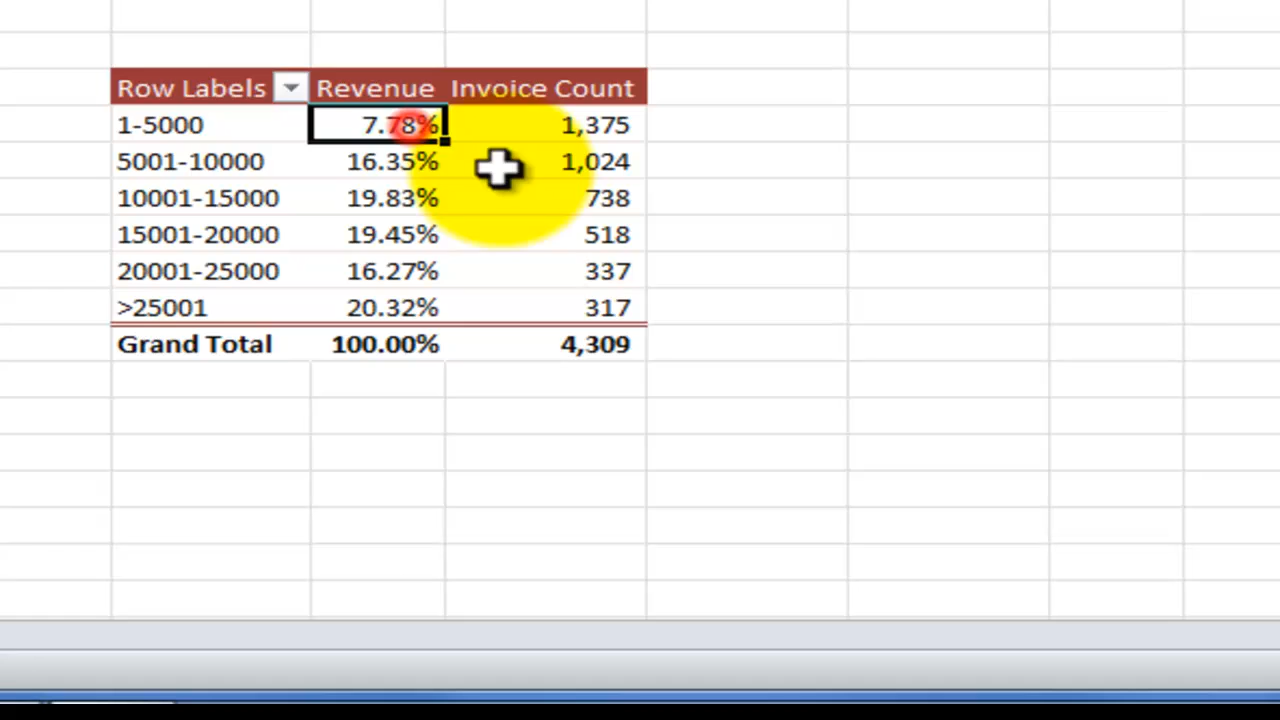 Row Labels Revenue Invoice Count
1-5000 7.78% 1,375
5001-10000 16.35% 1,024
10001-15000 19.83% 738
15001-20000 19.45% 518
20001-25000 16.27% 337
>25001 20.32% 317
Grand Total 100.00% 4,309